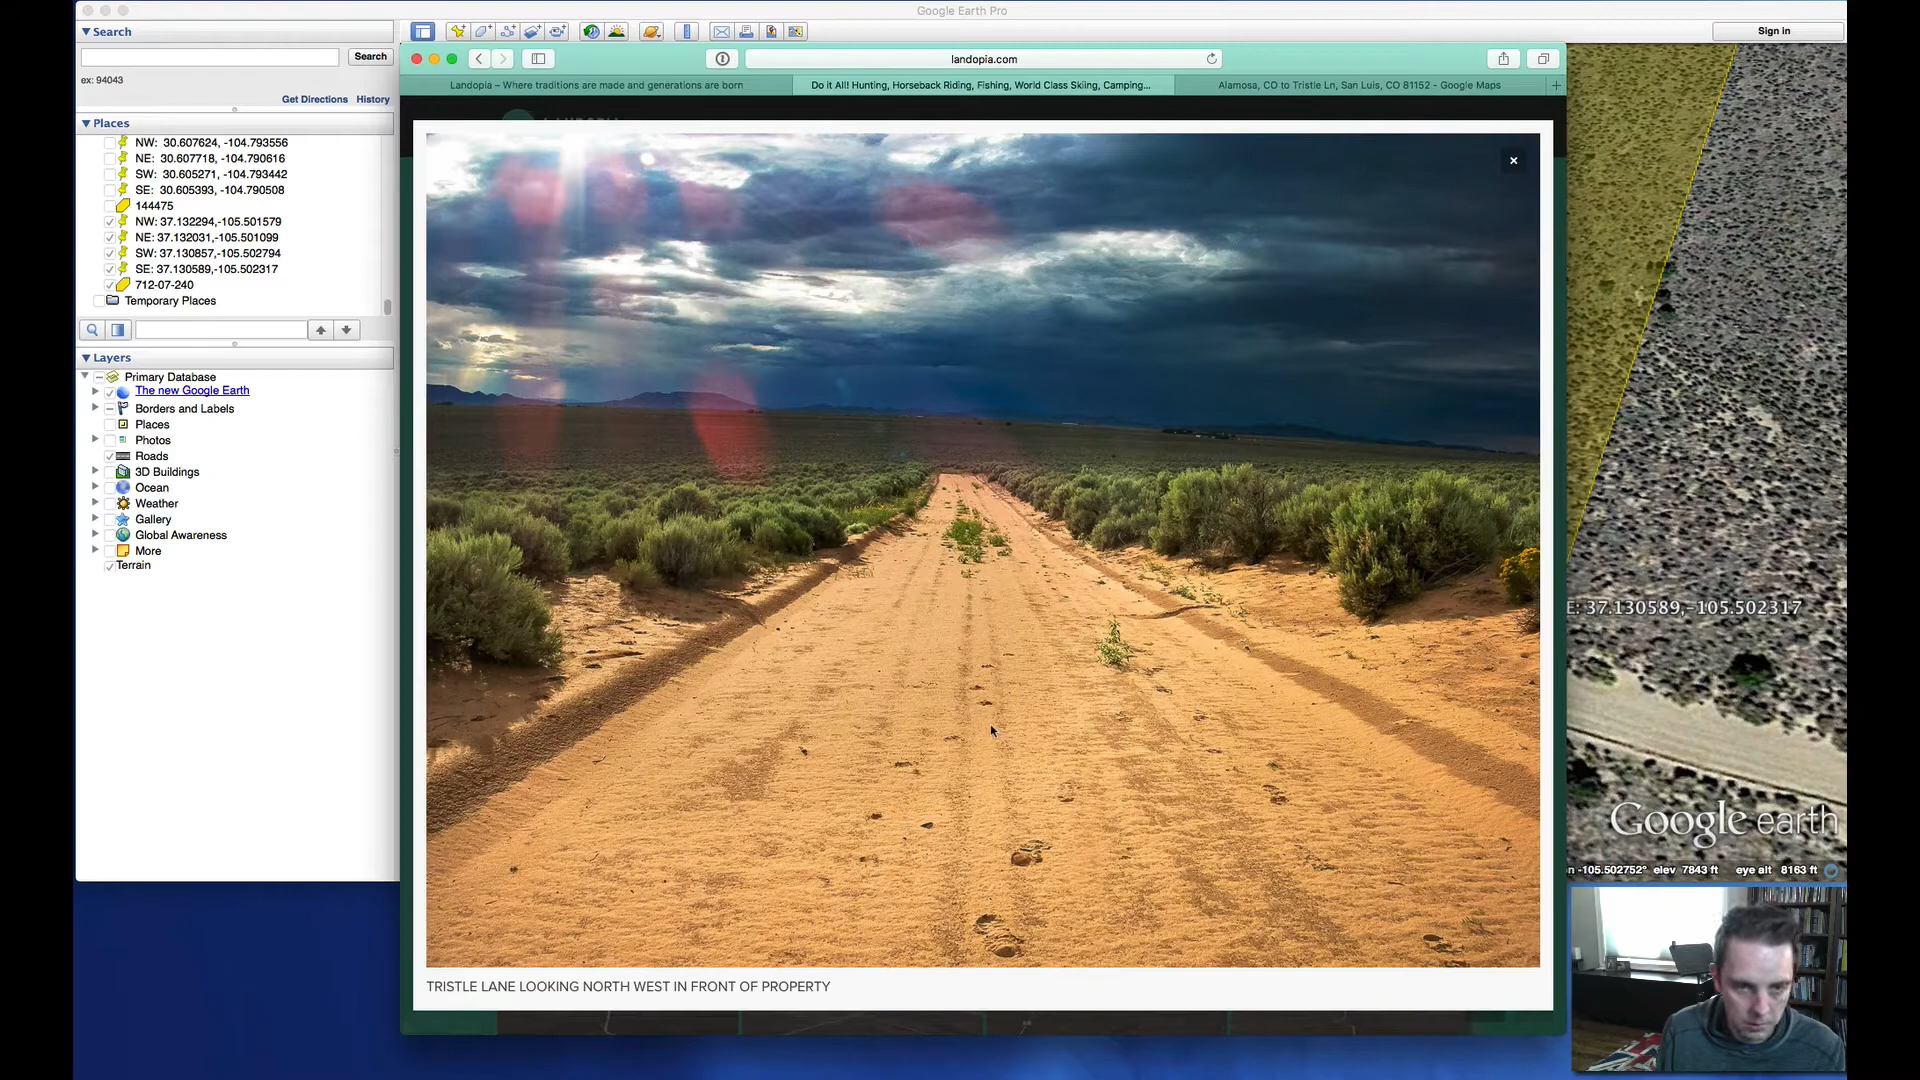 Google Earth Pro
Search
Search
ex: 94043
Get Directions History
Places
NW: 30.607624, -104.793556
NE: 30.607718, -104.790616
SW: 30.605271, -104.793442
SE: 30.605393, -104.790508
144475
NW: 37.132294,-105.501579
NE: 37.132031,-105.501099
SW: 37.130857,-105.502794
SE: 37.130589,-105.502317
712-07-240
Temporary Places
Layers
Primary Database
The new Google Earth
Borders and Labels
Places
Photos
Roads
3D Buildings
Ocean
Weather
Gallery
Global Awareness
More
Terrain
Sign in
landopia.com
Landopia – Where traditions are made and generations are born
Do it All! Hunting, Horseback Riding, Fishing, World Class Skiing, Camping...
Alamosa, CO to Tristle Ln, San Luis, CO 81152 - Google Maps
TRISTLE LANE LOOKING NORTH WEST IN FRONT OF PROPERTY
E: 37.130589,-105.502317
Google earth
-105.502752° elev 7843 ft eye alt 8163 ft